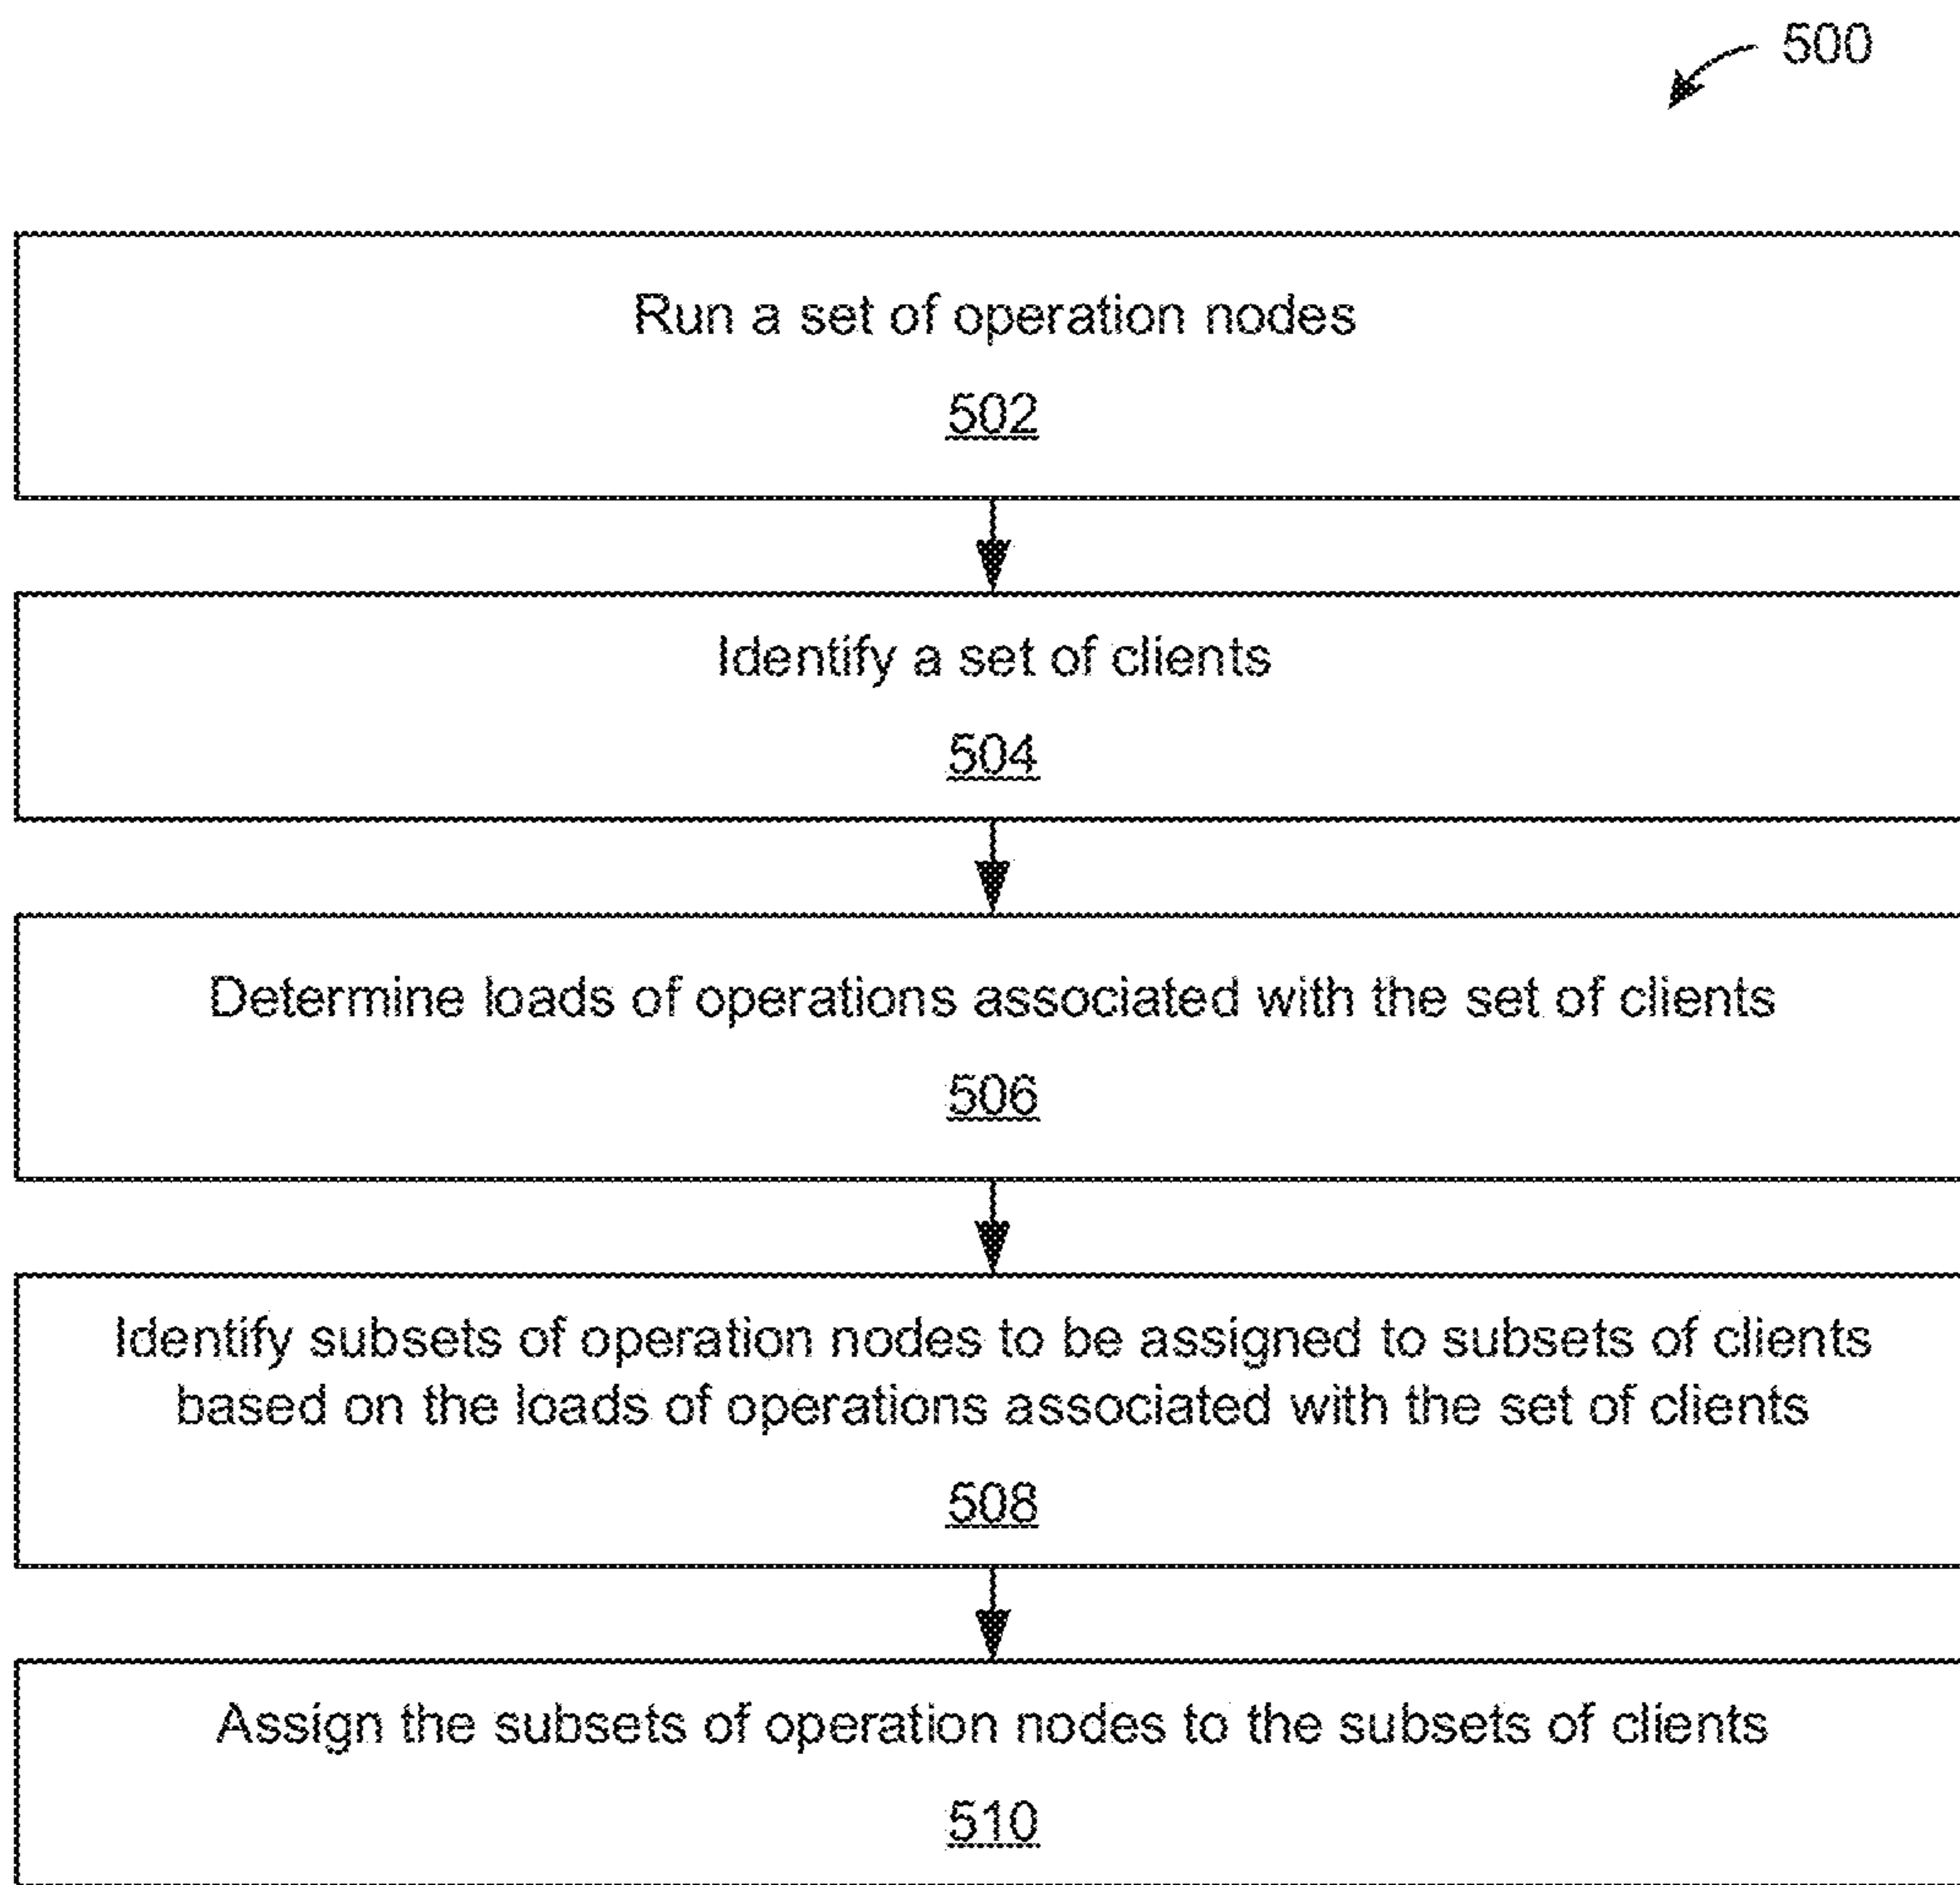 500
Run a set of operation nodes
502
Identify a set of clients
504
Determine loads of operations associated with the set of clients
506
Identify subsets of operation nodes to be assigned to subsets of clients
based on the loads of operations associated with the set of clients
508
Assign the subsets of operation nodes to the subsets of clients
510